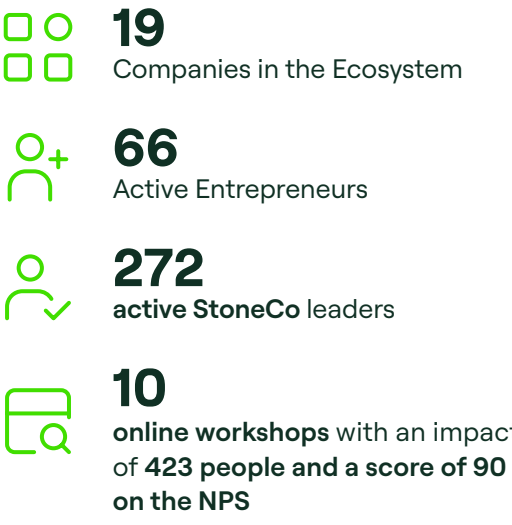 19
Companies in the Ecosystem
66
Active Entrepreneurs
272
active StoneCo leaders
10
online workshops with an impact
of 423 people and a score of 90
on the NPS